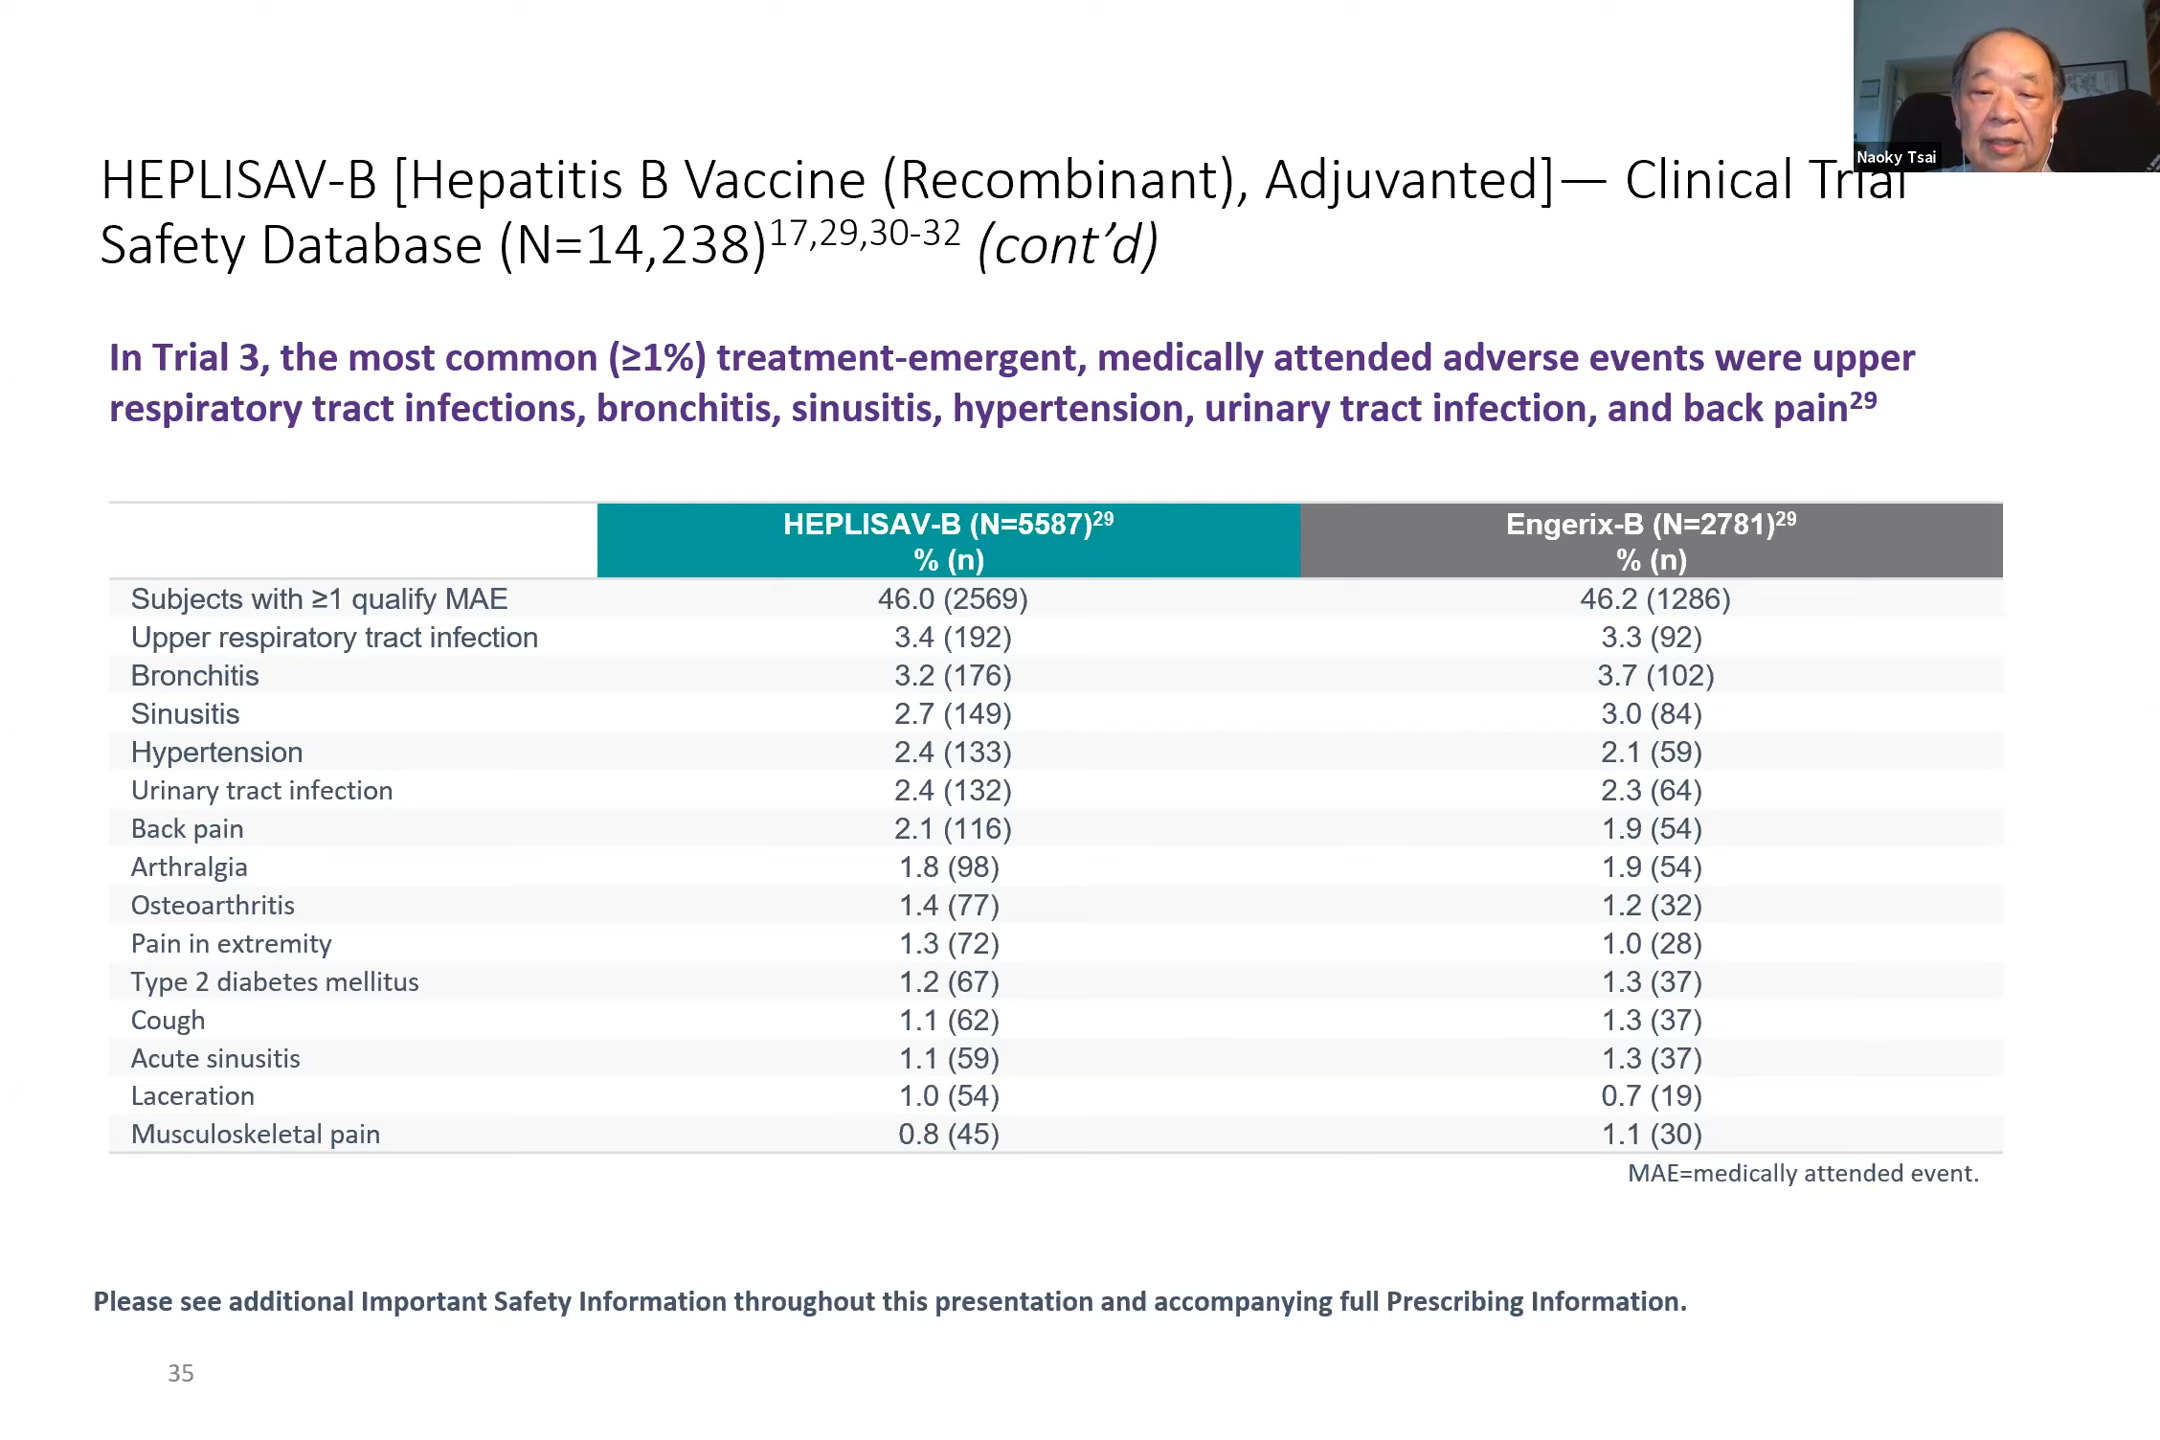 Naoky Tsai
HEPLISAV-B [Hepatitis B Vaccine (Recombinant), Adjuvanted]— Clinical Trial
Safety Database (N=14,238)17,29,30-32 (cont’d)
In Trial 3, the most common (≥1%) treatment-emergent, medically attended adverse events were upper
respiratory tract infections, bronchitis, sinusitis, hypertension, urinary tract infection, and back pain29
HEPLISAV-B (N=5587)29 Engerix-B (N=2781)29
% (n) % (n)
Subjects with ≥1 qualify MAE 46.0 (2569) 46.2 (1286)
Upper respiratory tract infection 3.4 (192) 3.3 (92)
Bronchitis 3.2 (176) 3.7 (102)
Sinusitis 2.7 (149) 3.0 (84)
Hypertension 2.4 (133) 2.1 (59)
Urinary tract infection 2.4 (132) 2.3 (64)
Back pain 2.1 (116) 1.9 (54)
Arthralgia 1.8 (98) 1.9 (54)
Osteoarthritis 1.4 (77) 1.2 (32)
Pain in extremity 1.3 (72) 1.0 (28)
Type 2 diabetes mellitus 1.2 (67) 1.3 (37)
Cough 1.1 (62) 1.3 (37)
Acute sinusitis 1.1 (59) 1.3 (37)
Laceration 1.0 (54) 0.7 (19)
Musculoskeletal pain 0.8 (45) 1.1 (30)
MAE=medically attended event.
Please see additional Important Safety Information throughout this presentation and accompanying full Prescribing Information.
35